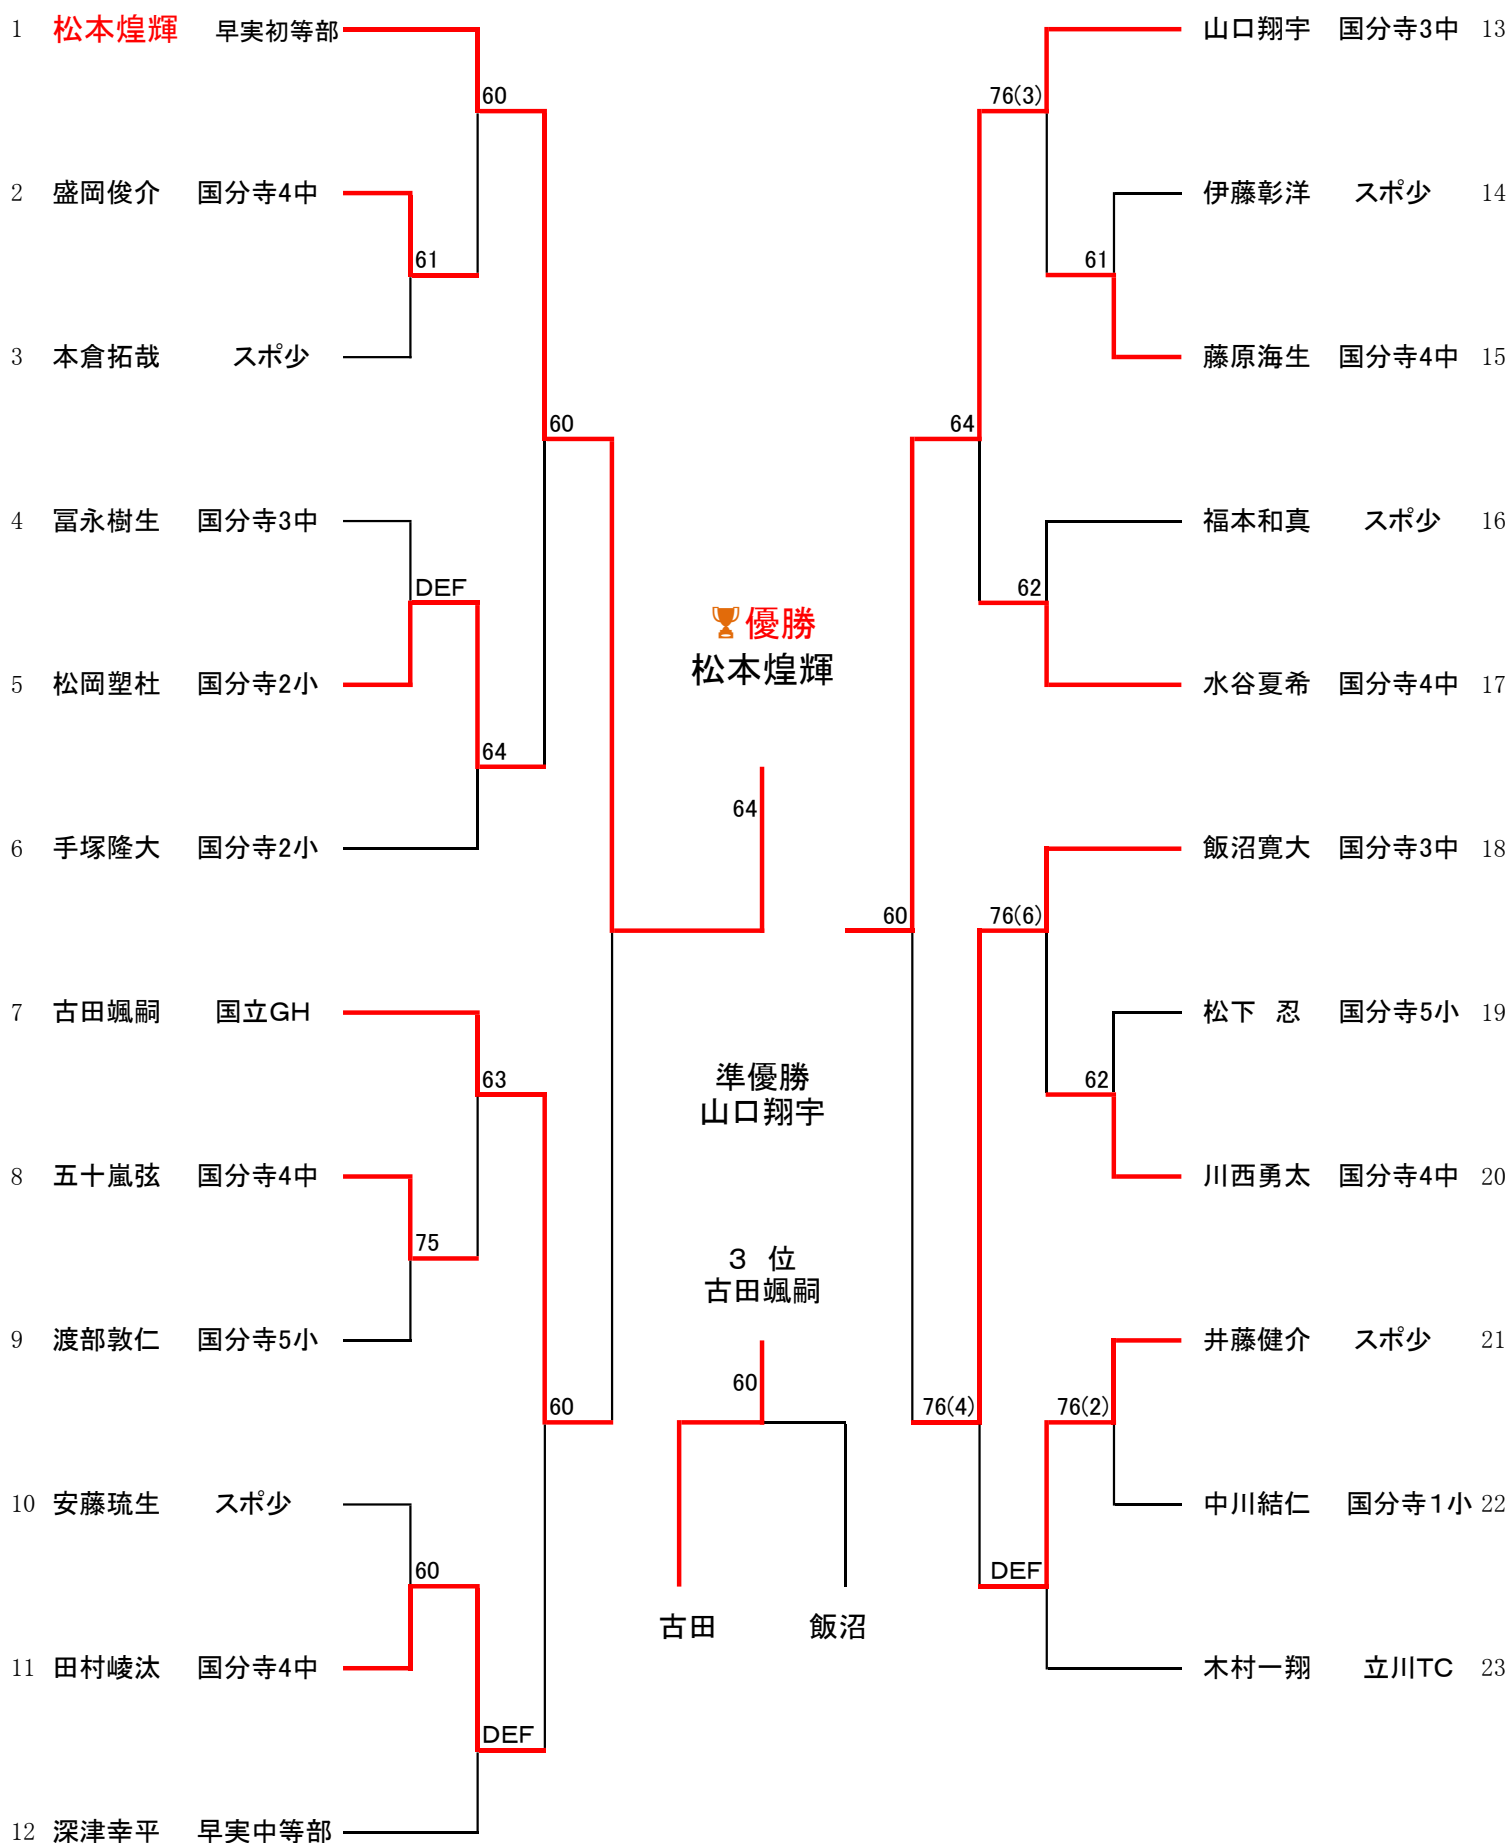 1 松本煌輝 早実初等部
60
2 盛岡俊介 国分寺4中
61
3 本倉拓哉 スポ少
60
4 冨永樹生 国分寺3中
DEF
5 松岡塑杜 国分寺2小
64
6 手塚隆大 国分寺2小
7 古田颯嗣 国立GH
63
8 五十嵐弦 国分寺4中
75
9 渡部敦仁 国分寺5小
60
10 安藤琉生 スポ少
60
11 田村崚汰 国分寺4中
DEF
12 深津幸平 早実中等部
優勝
松本煌輝
64
準優勝
山口翔宇
3 位
古田颯嗣
60
古田 飯沼
山口翔宇 国分寺3中 13
76(3)
伊藤彰洋 スポ少 14
61
藤原海生 国分寺4中 15
64
福本和真 スポ少 16
62
水谷夏希 国分寺4中 17
飯沼寛大 国分寺3中 18
60 76(6)
松下 忍 国分寺5小 19
62
川西勇太 国分寺4中 20
井藤健介 スポ少 21
76(4) 76(2)
中川結仁 国分寺1小 22
DEF
木村一翔 立川TC 23